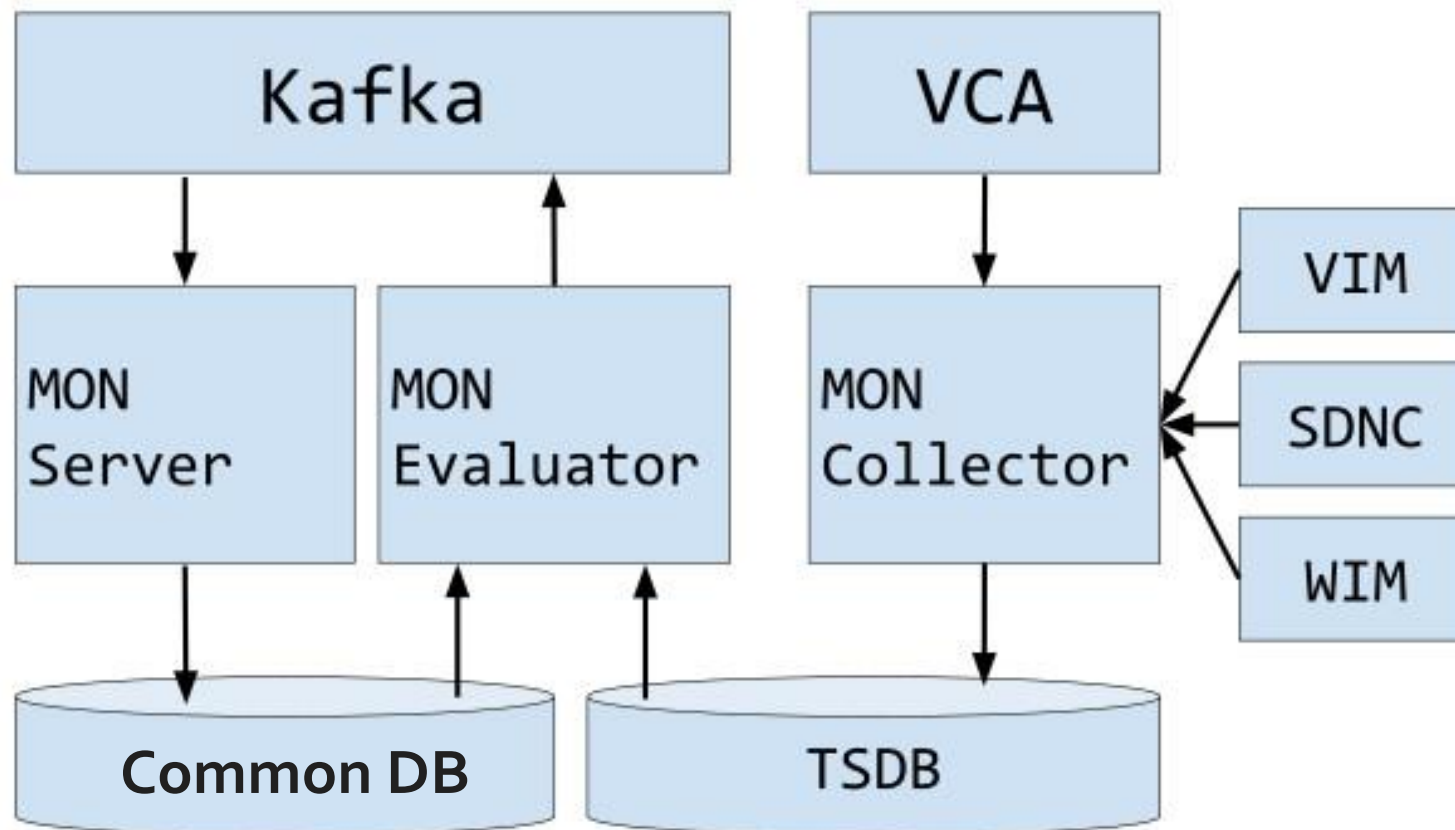 Kafka
VCA
MON
Server
MON
Evaluator
MON
Collector
VIM
SDNC
WIM
Common DB
TSDB